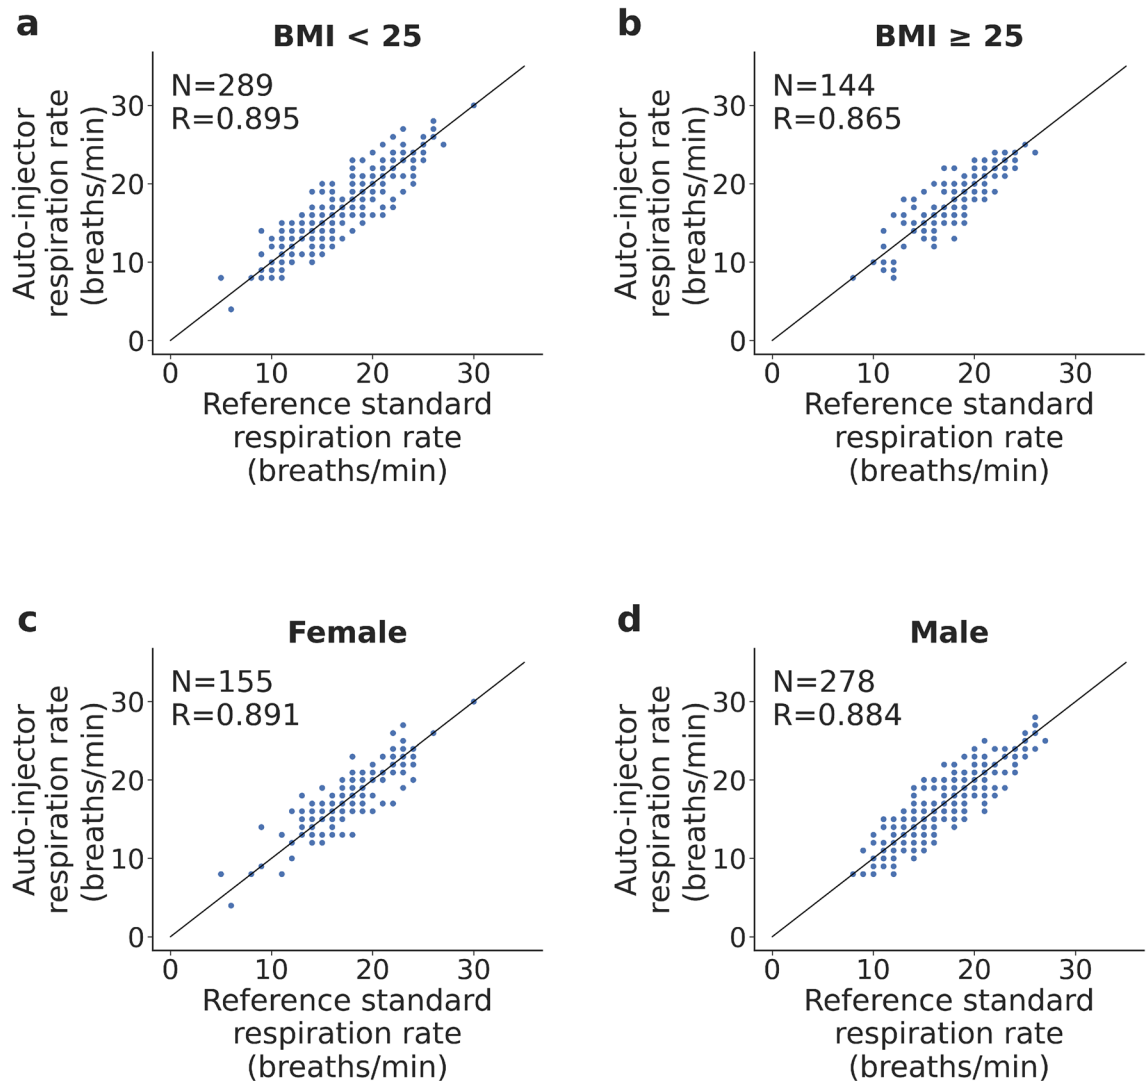 a
BMI < 25
N=289
R=0.895
Auto-injector
respiration rate
(breaths/min)
30
20
10
0
0 10 20 30
Reference standard
respiration rate
(breaths/min)
b
BMI ≥ 25
N=144
R=0.865
Auto-injector
respiration rate
(breaths/min)
30
20
10
0
0 10 20 30
Reference standard
respiration rate
(breaths/min)
c
Female
N=155
R=0.891
Auto-injector
respiration rate
(breaths/min)
30
20
10
0
0 10 20 30
Reference standard
respiration rate
(breaths/min)
d
Male
N=278
R=0.884
Auto-injector
respiration rate
(breaths/min)
30
20
10
0
0 10 20 30
Reference standard
respiration rate
(breaths/min)